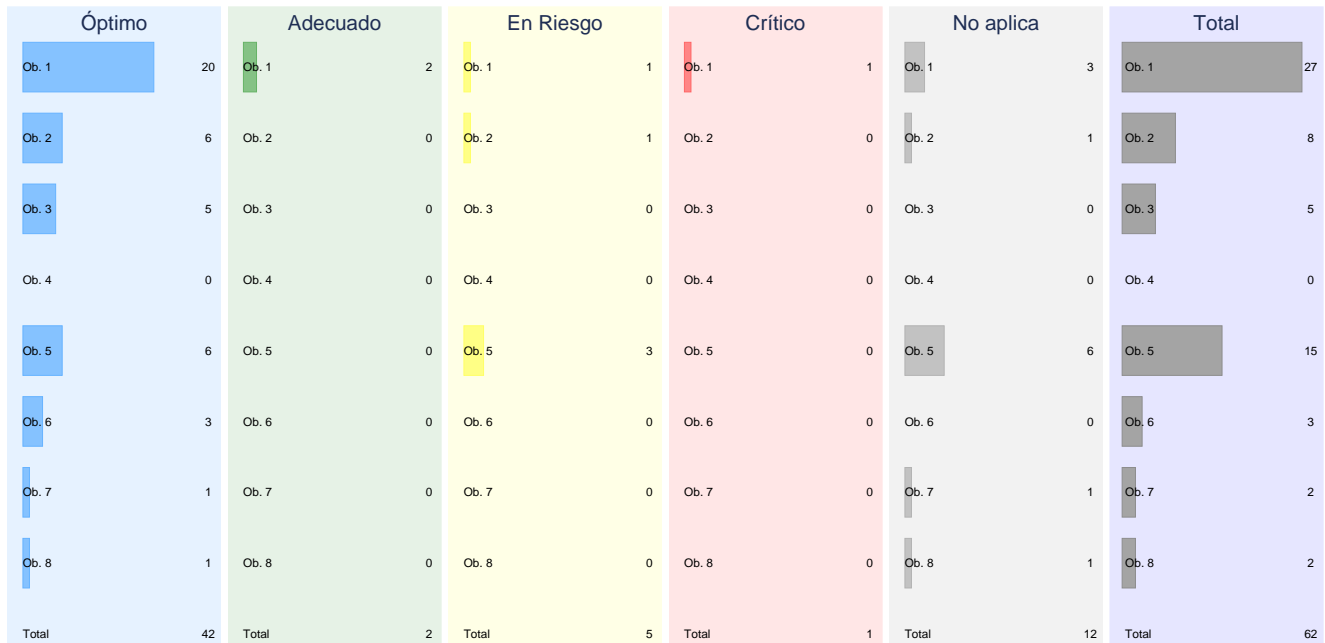 Óptimo Adecuado En Riesgo Crítico No aplica Total
Ob. 1 20 Ob. 1 2 Ob. 1 1 Ob. 1 1 Ob. 1 3 Ob. 1 27
Ob. 2 6 Ob. 2 0 Ob. 2 1 Ob. 2 0 Ob. 2 1 Ob. 2 8
Ob. 3 5 Ob. 3 0 Ob. 3 0 Ob. 3 0 Ob. 3 0 Ob. 3 5
Ob. 4 0 Ob. 4 0 Ob. 4 0 Ob. 4 0 Ob. 4 0 Ob. 4 0
Ob. 5 6 Ob. 5 0 Ob. 5 3 Ob. 5 0 Ob. 5 6 Ob. 5 15
Ob. 6 3 Ob. 6 0 Ob. 6 0 Ob. 6 0 Ob. 6 0 Ob. 6 3
Ob. 7 1 Ob. 7 0 Ob. 7 0 Ob. 7 0 Ob. 7 1 Ob. 7 2
Ob. 8 1 Ob. 8 0 Ob. 8 0 Ob. 8 0 Ob. 8 1 Ob. 8 2
Total 42 Total 2 Total 5 Total 1 Total 12 Total 62